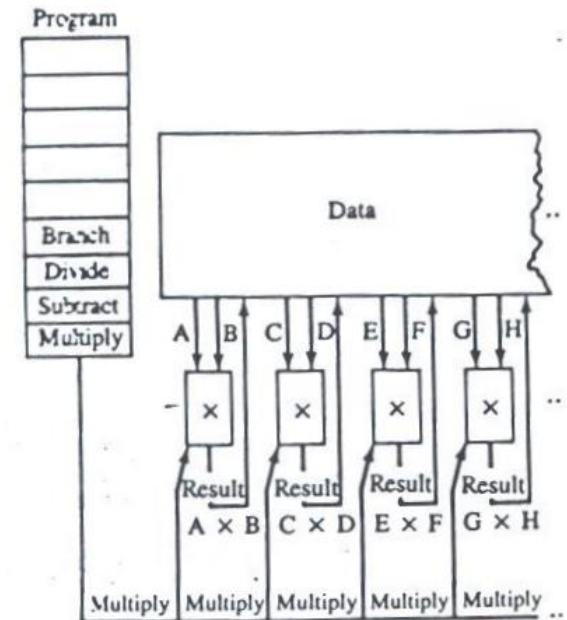 Program
Data
Branch
Divide
Subtract
Multiply
A B C D E F G H
× × × ×
Result Result Result Result
A × B C × D E × F G × H
Multiply Multiply Multiply Multiply Multiply